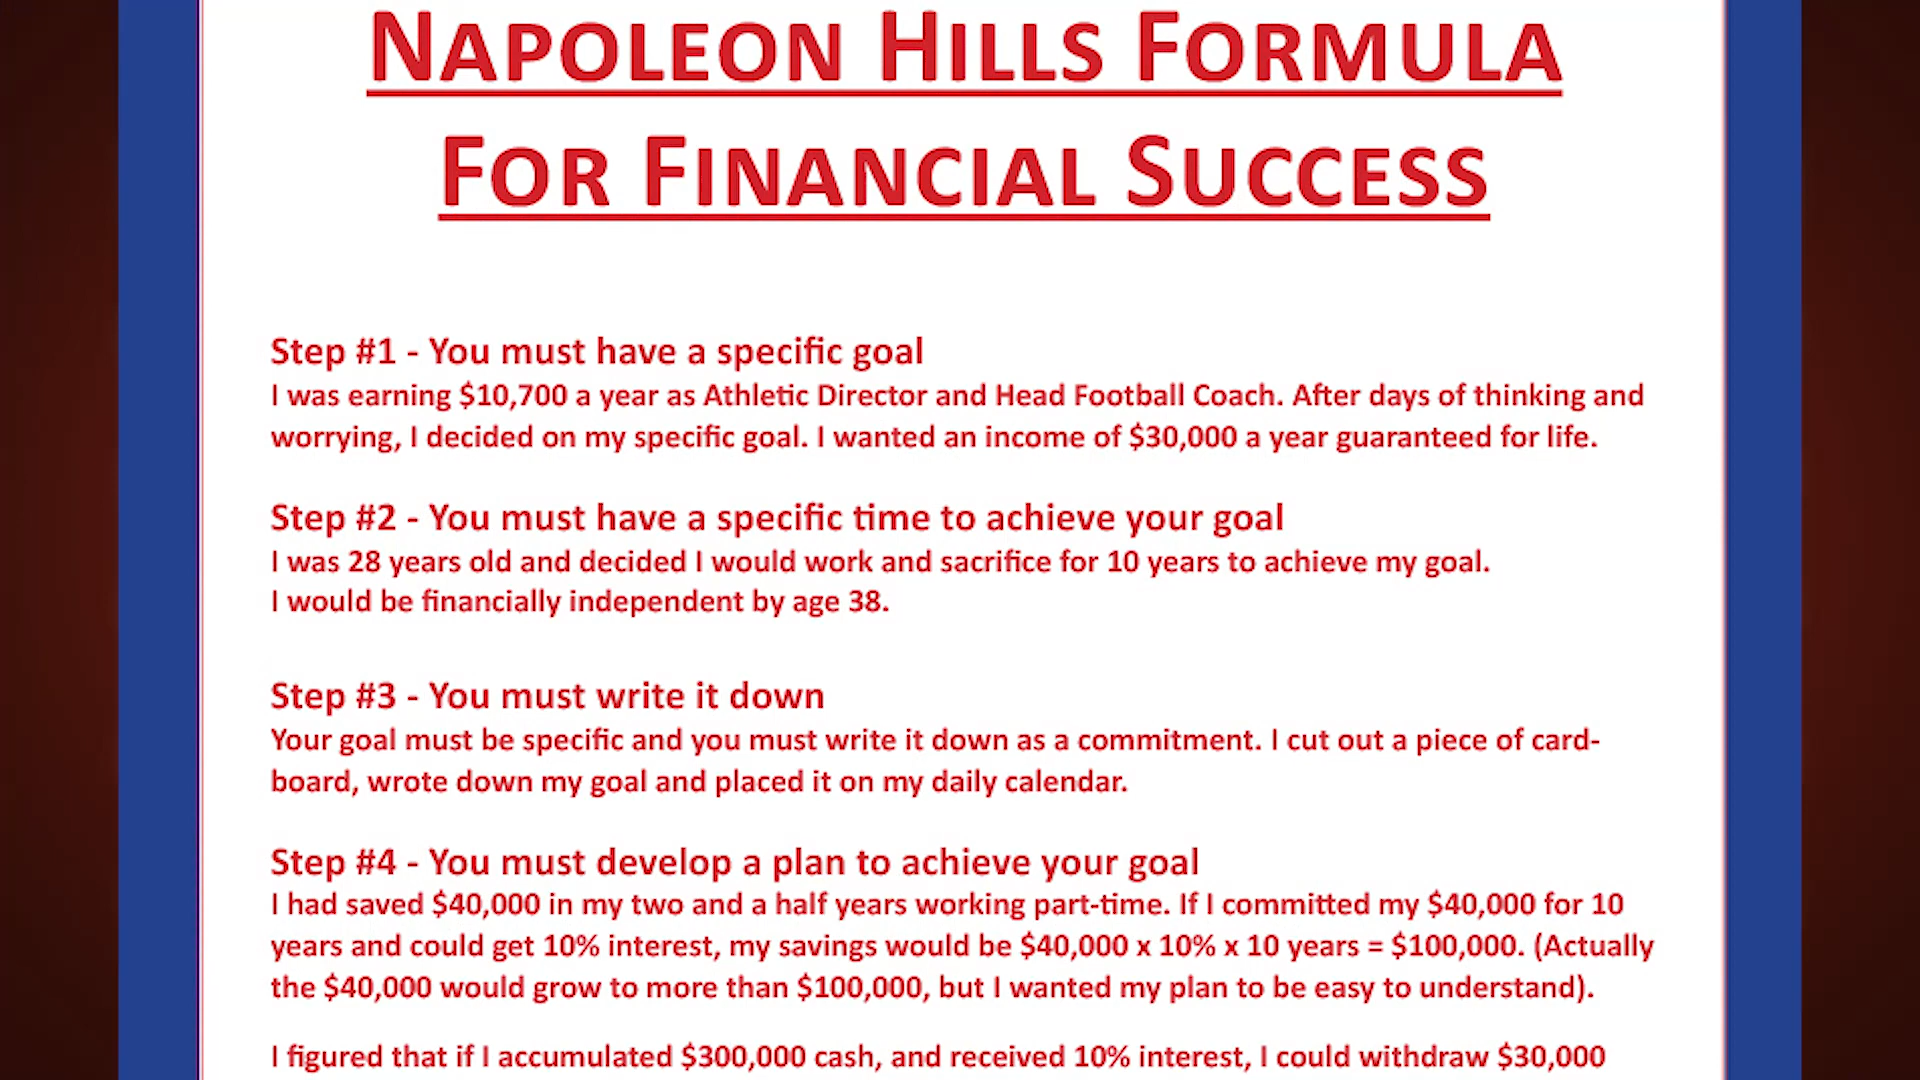 NAPOLEON HILLS FORMULA
FOR FINANCIAL SUCCESS
Step #1 - You must have a specific goal
I was earning $10,700 a year as Athletic Director and Head Football Coach. After days of thinking and
worrying, I decided on my specific goal. I wanted an income of $30,000 a year guaranteed for life.
Step #2 - You must have a specific time to achieve your goal
I was 28 years old and decided I would work and sacrifice for 10 years to achieve my goal.
I would be financially independent by age 38.
Step #3 - You must write it down
Your goal must be specific and you must write it down as a commitment. I cut out a piece of card-
board, wrote down my goal and placed it on my daily calendar.
Step #4 - You must develop a plan to achieve your goal
I had saved $40,000 in my two and a half years working part-time. If I committed my $40,000 for 10
years and could get 10% interest, my savings would be $40,000 x 10% x 10 years = $100,000. (Actually
the $40,000 would grow to more than $100,000, but I wanted my plan to be easy to understand).
I figured that if I accumulated $300,000 cash, and received 10% interest, I could withdraw $30,000